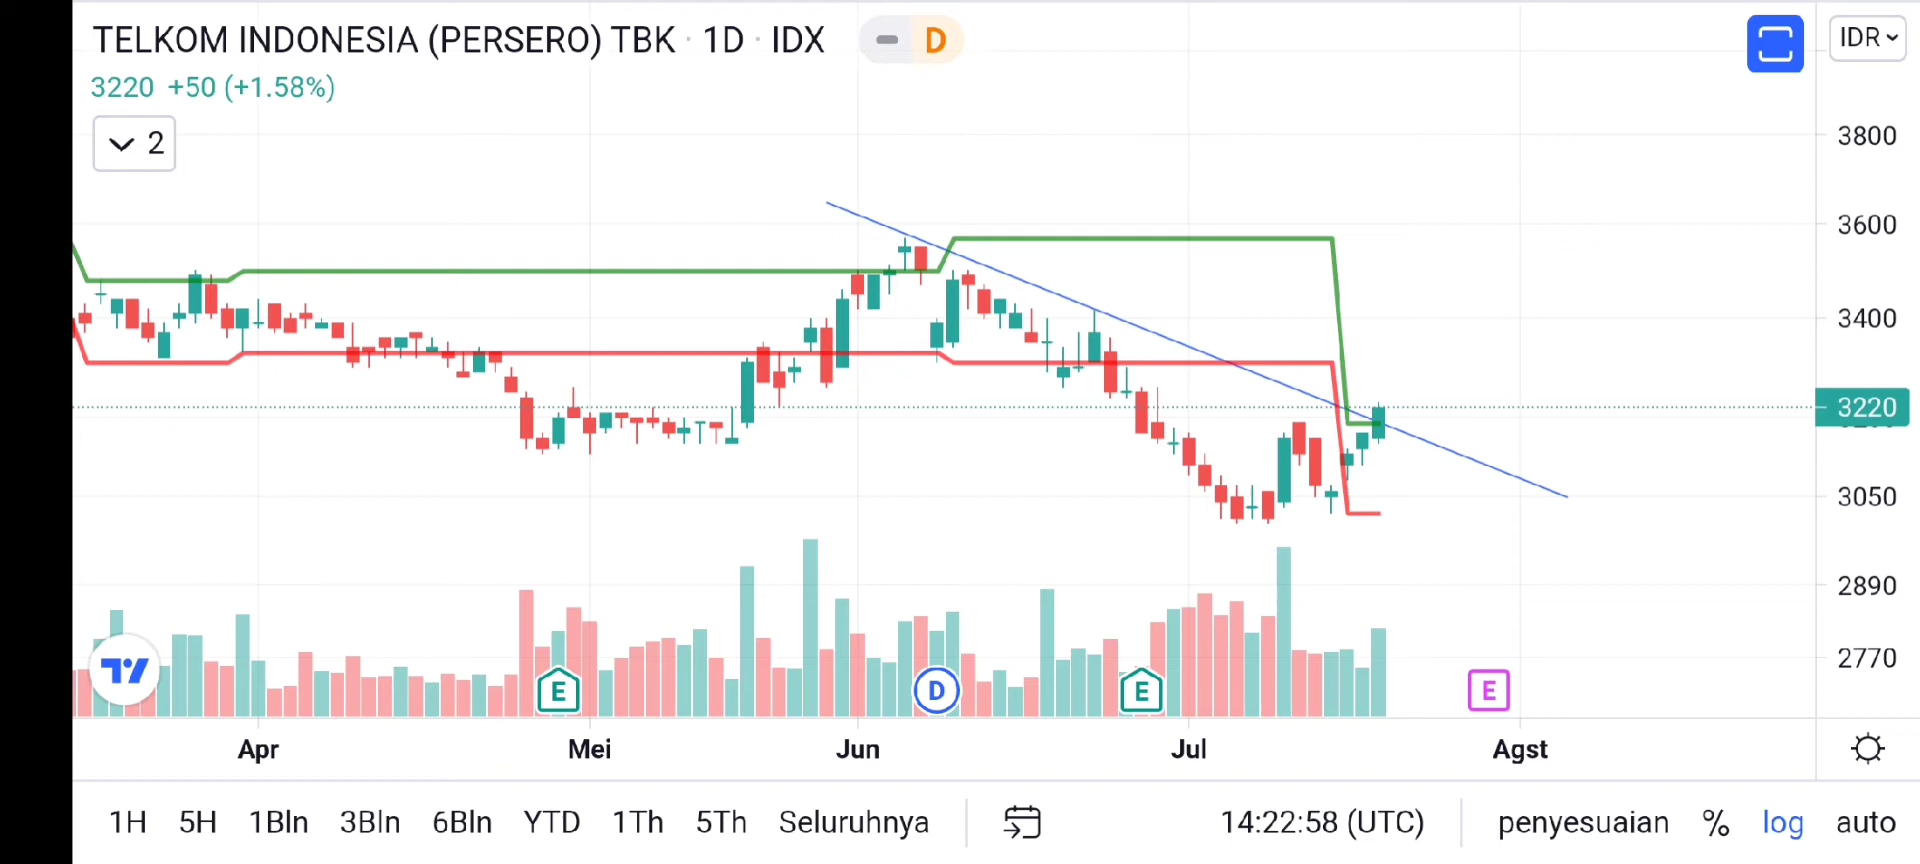 TELKOM INDONESIA (PERSERO) TBK · 1D · IDX
D
IDR
3220 +50 (+1.58%)
2
3800
3600
3400
3220
3050
2890
2770
E
D
E
E
Apr
Mei
Jun
Jul
Agst
1H 5H 1Bln 3Bln 6Bln YTD 1Th 5Th Seluruhnya 14:22:58 (UTC) penyesuaian % log auto